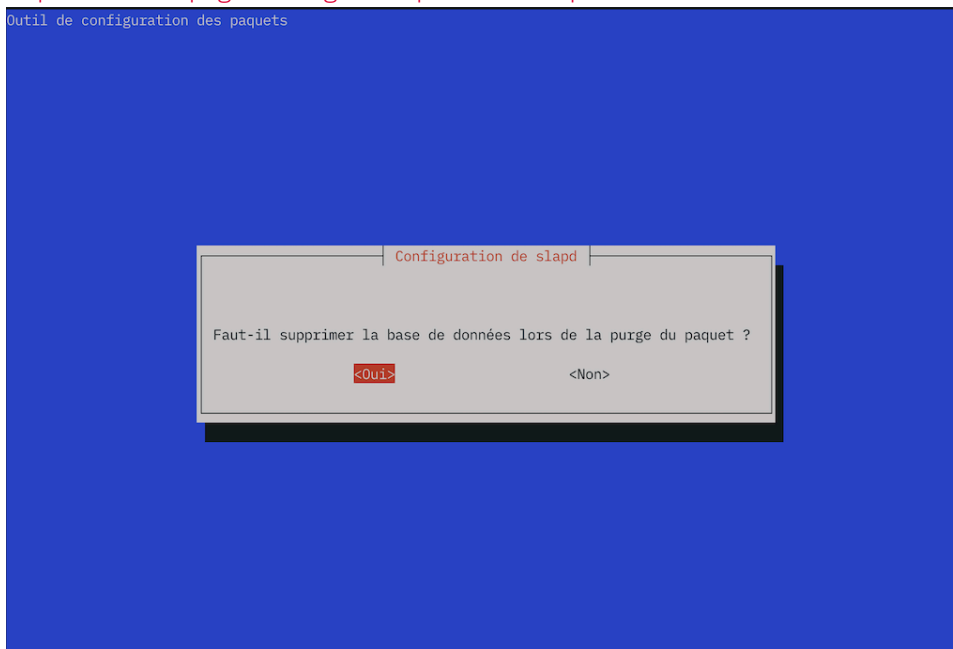 Outil de configuration des paquets
Configuration de slapd
Faut-il supprimer la base de données lors de la purge du paquet ?
<Oui> <Non>